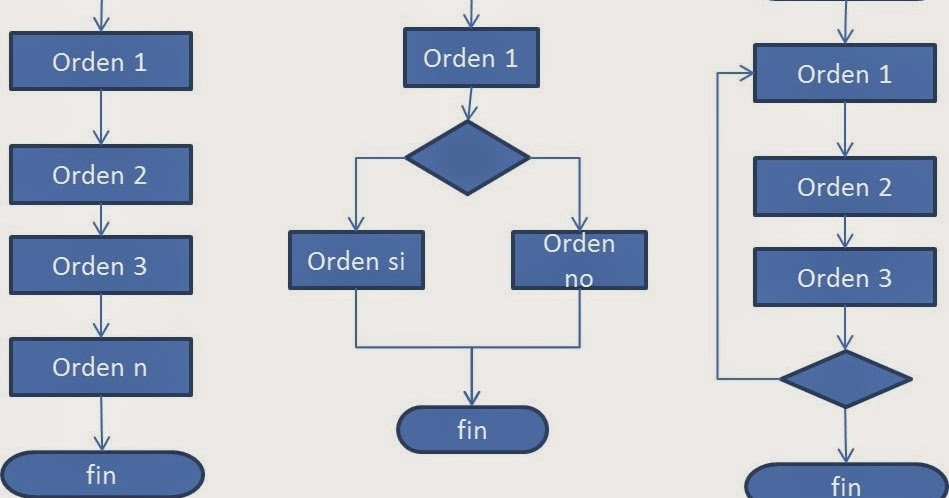 Orden 1
Orden 2
Orden 3
Orden n
fin
Orden 1
Orden si
Orden
no
fin
Orden 1
Orden 2
Orden 3
fin